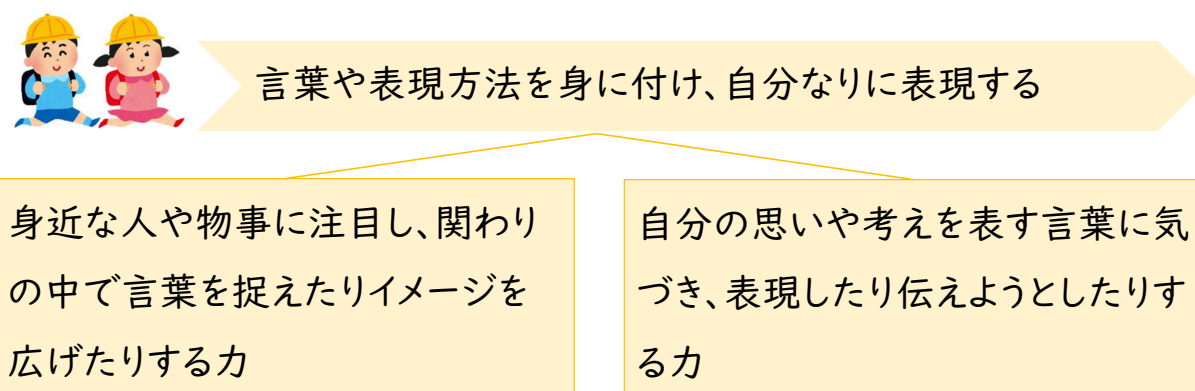 言葉や表現方法を身に付け、自分なりに表現する
身近な人や物事に注目し、関わり
の中で言葉を捉えたりイメージを
広げたりする力
自分の思いや考えを表す言葉に気
づき、表現したり伝えようとしたりす
る力